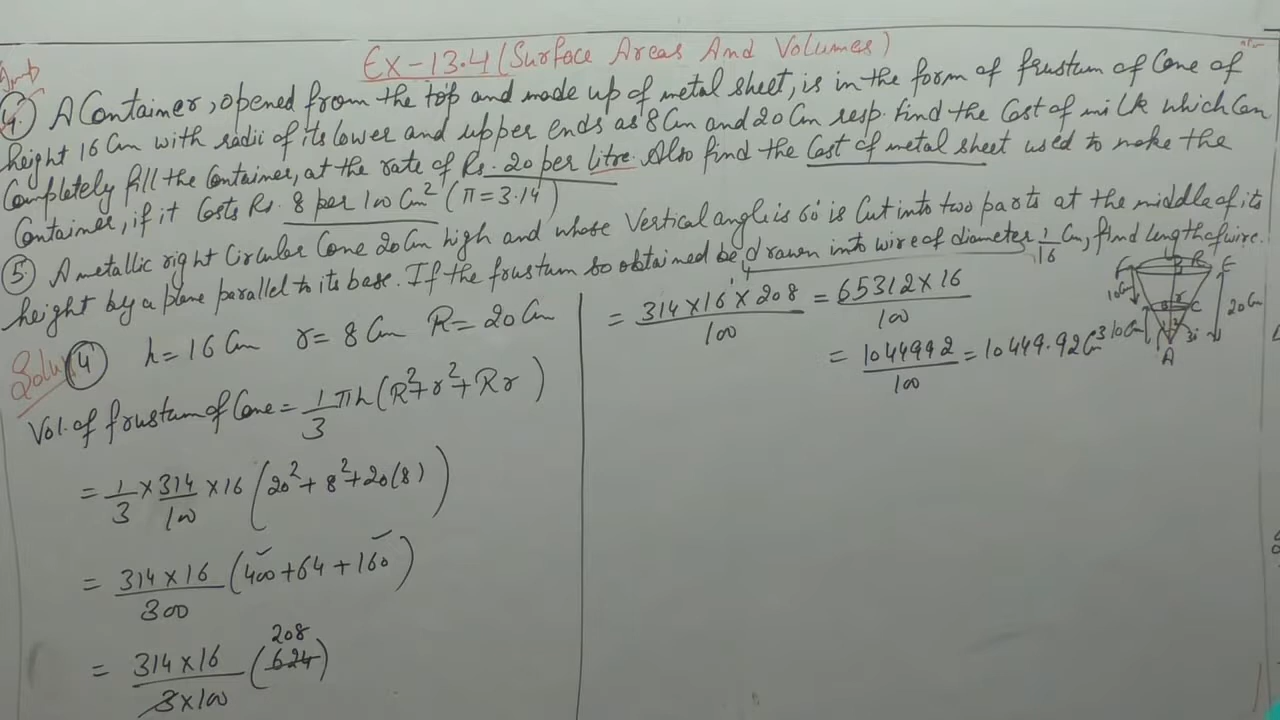 Ex-13.4 (Surface Areas And Volumes)
4. A Container, opened from the top and made up of metal sheet, is in the form of frustum of Cone of
height 16 Cm with radii of its lower and upper ends as 8 Cm and 20 Cm resp. Find the Cost of milk which Can
Completely fill the Container, at the rate of Rs. 20 per litre. Also find the Cost of metal sheet used to make the
Container, if it Costs Rs. 8 per 100 Cm² (π = 3.14)
5 A metallic right Circular Cone 20 Cm high and whose Vertical angle is 60° is Cut into two parts at the middle of its
height by a plane parallel to its base. If the frustum so obtained be drawn into wire of diameter 1/16 Cm, find length of wire.
Solu. 4 h = 16 Cm r = 8 Cm R = 20 Cm
Vol. of frustum of Cone = 1/3 πh (R² + r² + Rr)
= 1/3 × 314/100 × 16 (20² + 8² + 20(8))
= 314 × 16/300 (400 + 64 + 160)
208
= 314 × 16/3 × 100 (624)
= 314 × 16 × 208/100 = 65312 × 16/100
= 1044992/100 = 10449.92 Cm³
F R E
10 Cm 20 Cm
B r C
10 Cm
30
A